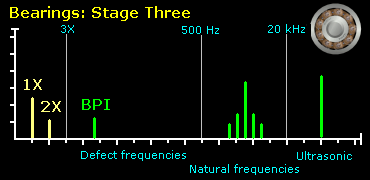 Bearings: Stage Three
3X
500 Hz
20 kHz
1X
2X
BPI
Defect frequencies
Natural frequencies
Ultrasonic